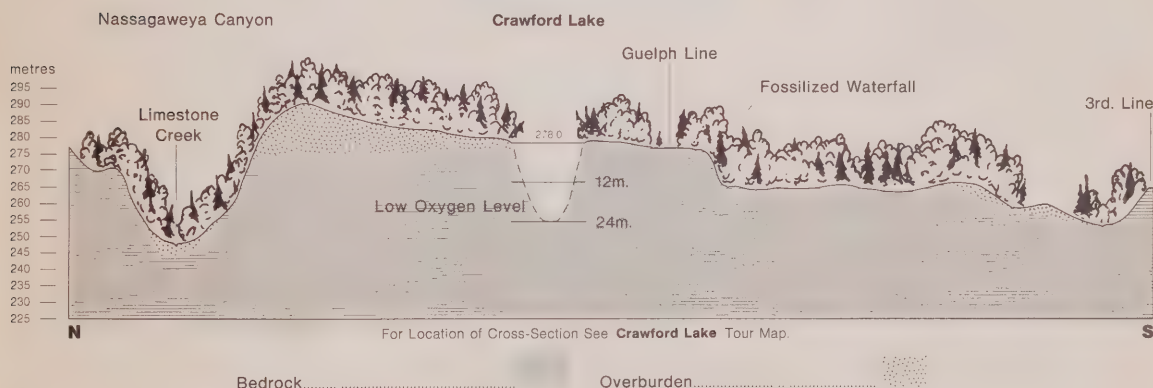 Nassagaweya Canyon
Crawford Lake
Guelph Line
metres
Fossilized Waterfall
295
290
285
280
275
270
265
260
255
250
245
240
235
230
225
Limestone
Creek
3rd. Line
278.0
12m.
Low Oxygen Level
24m.
N
For Location of Cross-Section See Crawford Lake Tour Map.
S
Bedrock
Overburden